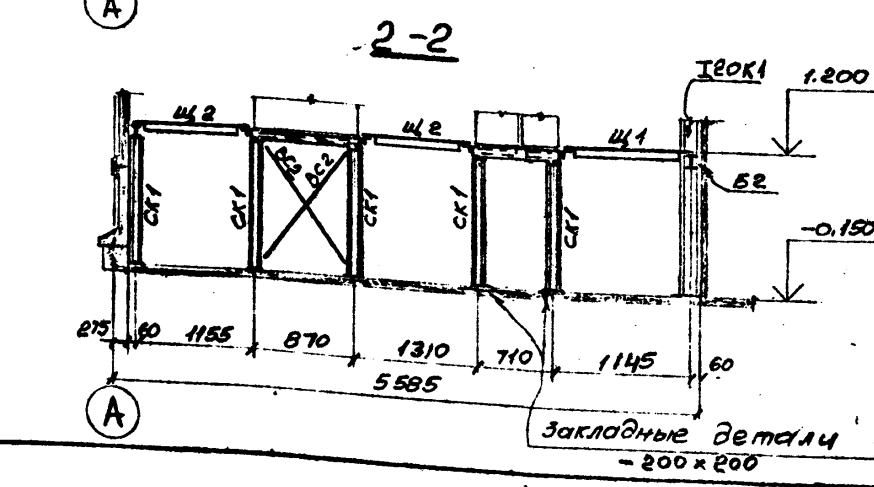 А
2-2
I20К1
1.200
Щ2
Щ2
Щ1
ВС2
ВС2
Б2
СК1
СК1
СК1
СК1
СК1
-0.150
275
60
1155
870
1310
710
1145
60
5585
А
Закладные детали
-200×200